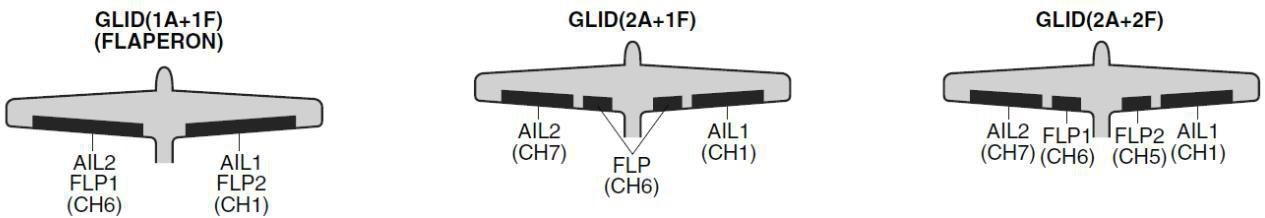 GLID(1A+1F)
(FLAPERON)
AIL2
FLP1
(CH6)
AIL1
FLP2
(CH1)
GLID(2A+1F)
AIL2
(CH7)
FLP
(CH6)
AIL1
(CH1)
GLID(2A+2F)
AIL2
(CH7)
FLP1
(CH6)
FLP2
(CH5)
AIL1
(CH1)